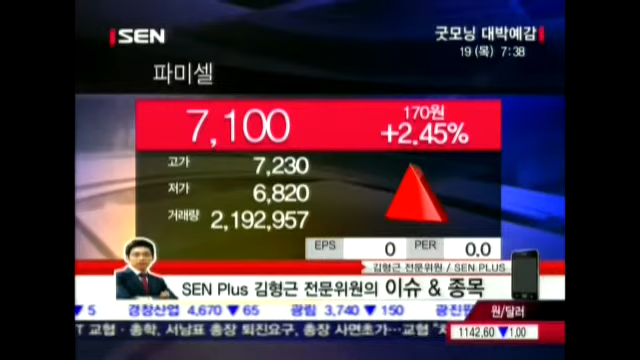 SEN
굿모닝 대박예감
19 (목) 7:38
파미셀
7,100
170원
+2.45%
고가 7,230
저가 6,820
거래량 2,192,957
EPS 0 PER 0.0
김형근 전문위원 / SEN PLUS
SEN Plus 김형근 전문위원의 이슈 & 종목
▼ 5 경창산업 4,670 ▼ 65 광림 3,740 ▼ 150 광진
원/달러
T 교협·총학, 서남표 총장 퇴진요구, 총장 사면초가…교협
1142.60 ▼1.00